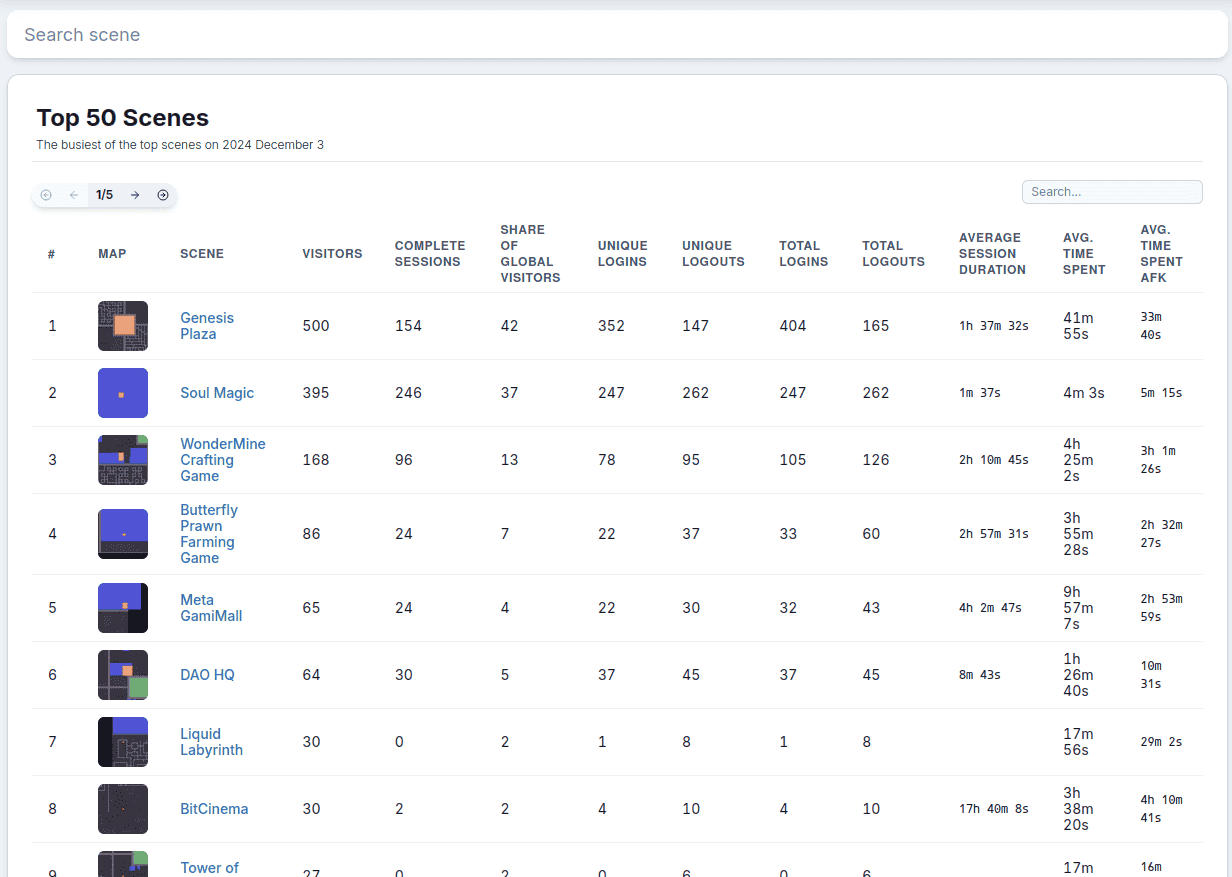 Search scene
Top 50 Scenes
The busiest of the top scenes on 2024 December 3
1/5
Search...
# MAP SCENE VISITORS COMPLETE SESSIONS SHARE OF GLOBAL VISITORS UNIQUE LOGINS UNIQUE LOGOUTS TOTAL LOGINS TOTAL LOGOUTS AVERAGE SESSION DURATION AVG. TIME SPENT AVG. TIME SPENT AFK
1 Genesis Plaza 500 154 42 352 147 404 165 1h 37m 32s 41m 55s 33m 40s
2 Soul Magic 395 246 37 247 262 247 262 1m 37s 4m 3s 5m 15s
3 WonderMine Crafting Game 168 96 13 78 95 105 126 2h 10m 45s 4h 25m 2s 3h 1m 26s
4 Butterfly Prawn Farming Game 86 24 7 22 37 33 60 2h 57m 31s 3h 55m 28s 2h 32m 27s
5 Meta GamiMall 65 24 4 22 30 32 43 4h 2m 47s 9h 57m 7s 2h 53m 59s
6 DAO HQ 64 30 5 37 45 37 45 8m 43s 1h 26m 40s 10m 31s
7 Liquid Labyrinth 30 0 2 1 8 1 8 17m 56s 29m 2s
8 BitCinema 30 2 2 4 10 4 10 17h 40m 8s 3h 38m 20s 4h 10m 41s
9 Tower of 27 0 2 0 6 0 6 17m 16m